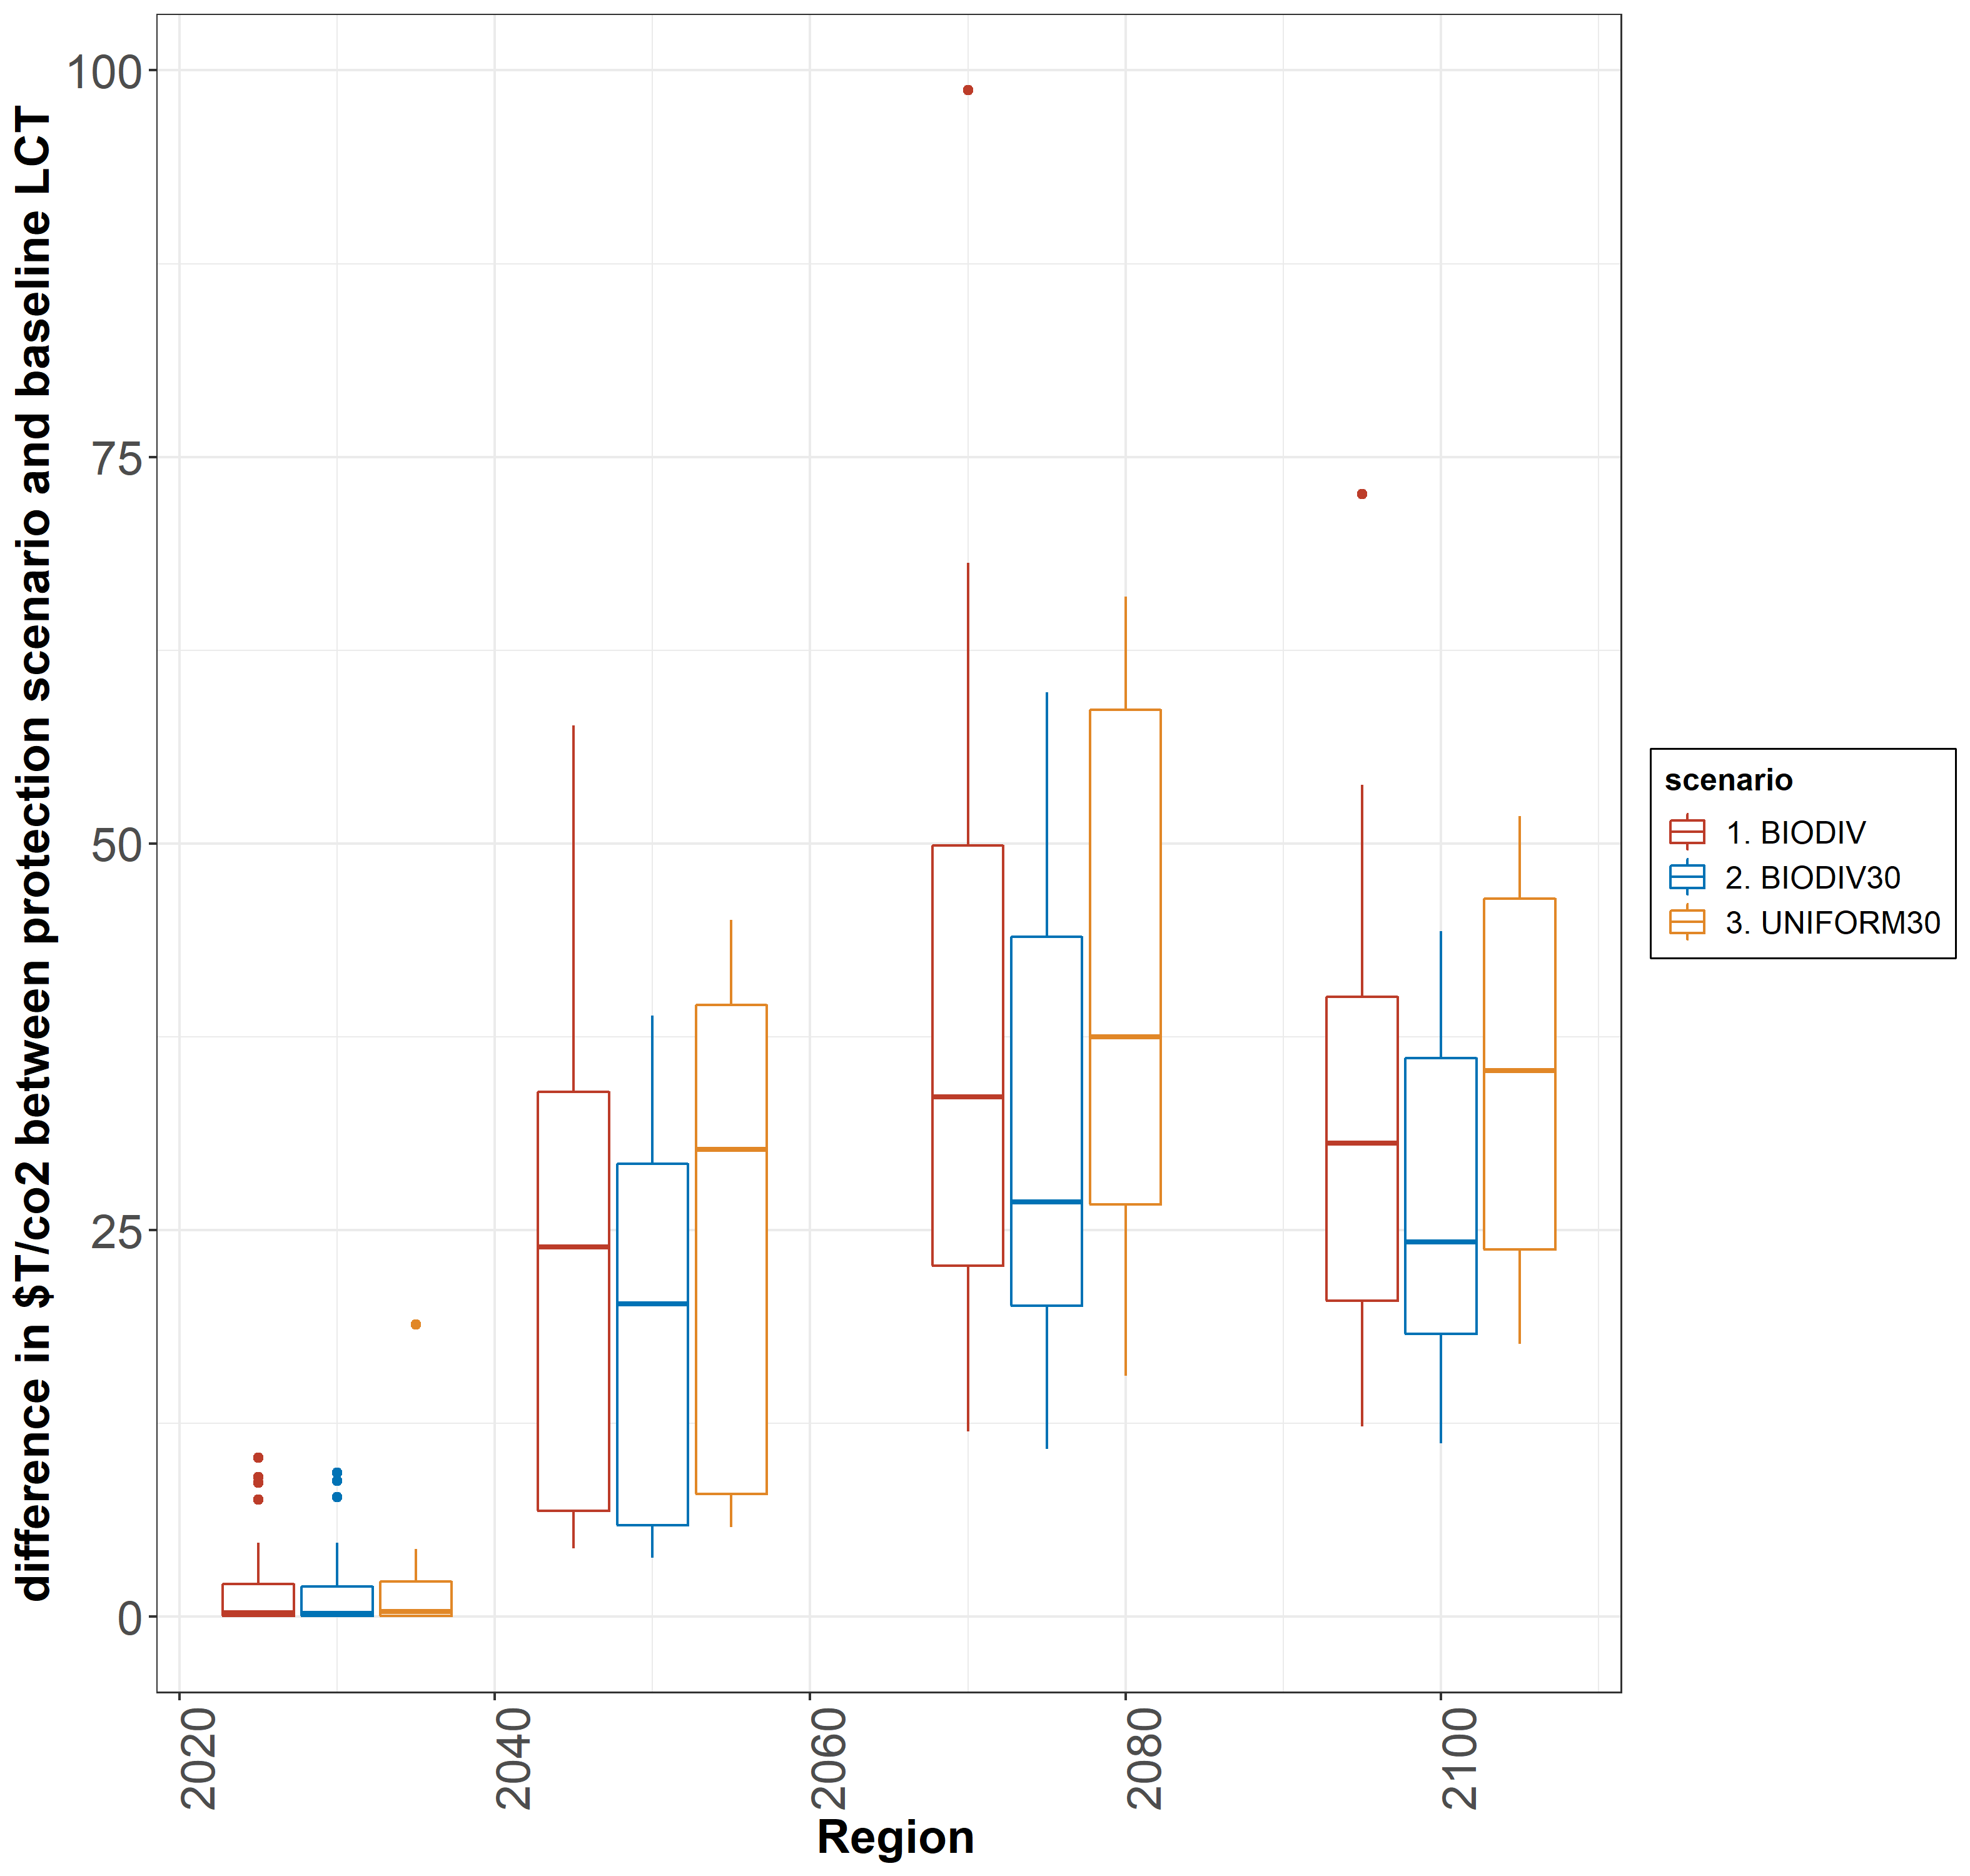 difference in $T/co2 between protection scenario and baseline LCT
100
75
50
25
0
2020
2040
2060
2080
2100
Region
scenario
1. BIODIV
2. BIODIV30
3. UNIFORM30